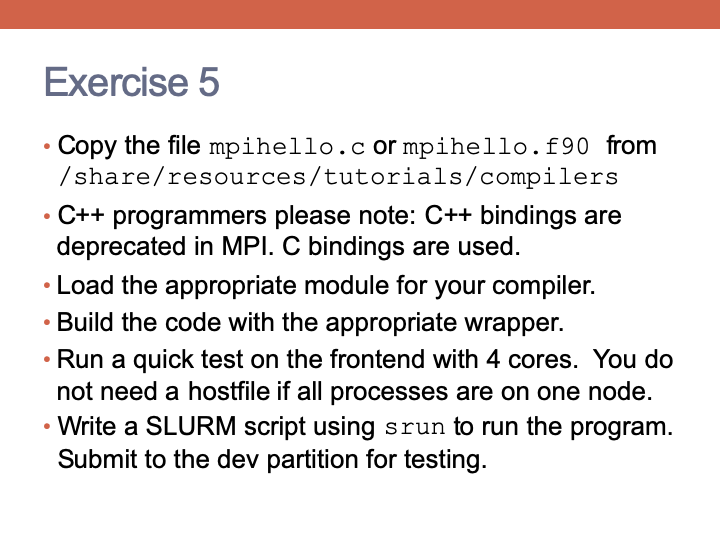 Exercise 5
• Copy the file mpihello.c or mpihello.f90 from
/share/resources/tutorials/compilers
• C++ programmers please note: C++ bindings are
deprecated in MPI. C bindings are used.
• Load the appropriate module for your compiler.
• Build the code with the appropriate wrapper.
• Run a quick test on the frontend with 4 cores.  You do
not need a hostfile if all processes are on one node.
• Write a SLURM script using srun to run the program.
Submit to the dev partition for testing.